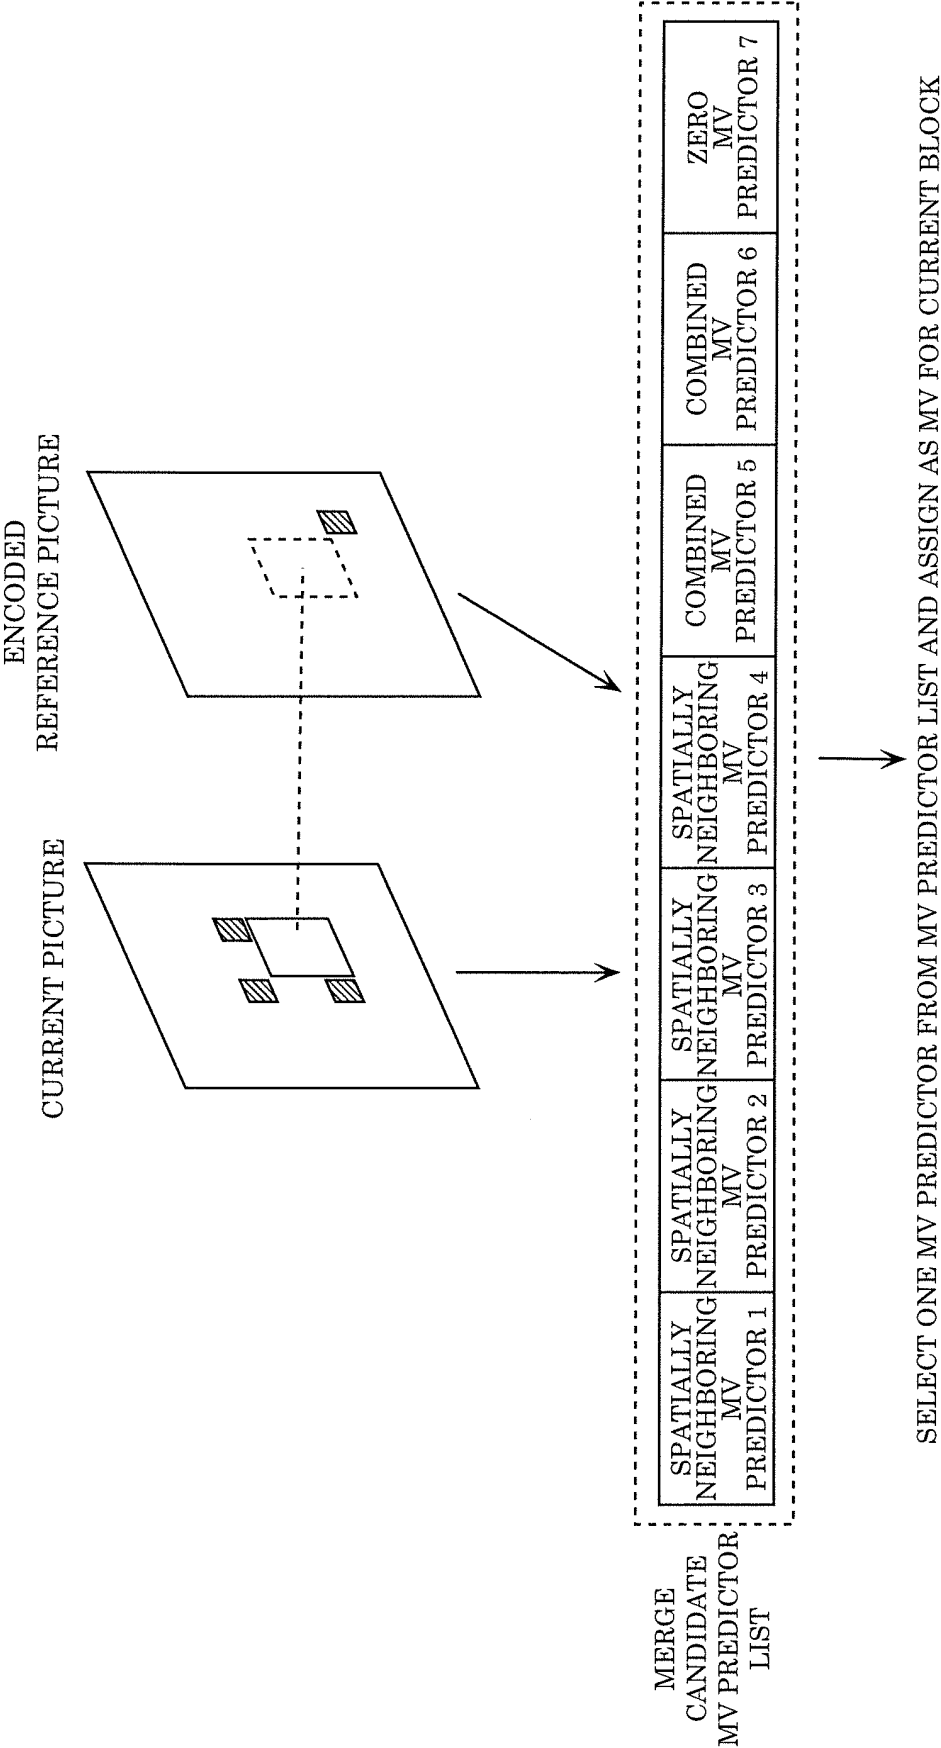 CURRENT PICTURE
ENCODED
REFERENCE PICTURE
MERGE
CANDIDATE
MV PREDICTOR
LIST
SPATIALLY
NEIGHBORING
MV
PREDICTOR 1
SPATIALLY
NEIGHBORING
MV
PREDICTOR 2
SPATIALLY
NEIGHBORING
MV
PREDICTOR 3
SPATIALLY
NEIGHBORING
MV
PREDICTOR 4
COMBINED
MV
PREDICTOR 5
COMBINED
MV
PREDICTOR 6
ZERO
MV
PREDICTOR 7
SELECT ONE MV PREDICTOR FROM MV PREDICTOR LIST AND ASSIGN AS MV FOR CURRENT BLOCK